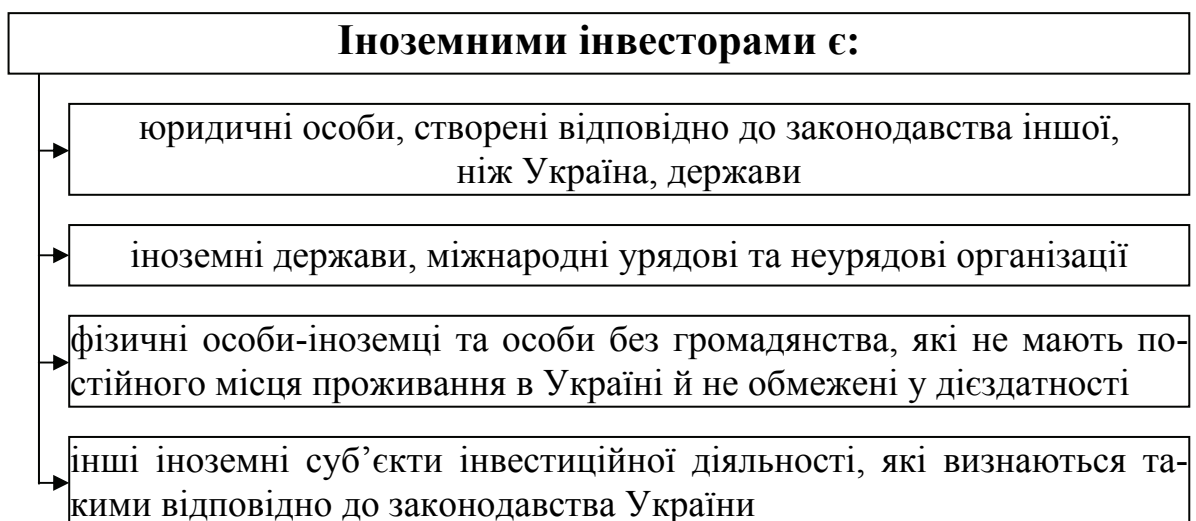 Іноземними інвесторами є:
юридичні особи, створені відповідно до законодавства іншої,
ніж Україна, держави
іноземні держави, міжнародні урядові та неурядові організації
фізичні особи-іноземці та особи без громадянства, які не мають по-
стійного місця проживання в Україні й не обмежені у дієздатності
інші іноземні суб’єкти інвестиційної діяльності, які визнаються та-
кими відповідно до законодавства України